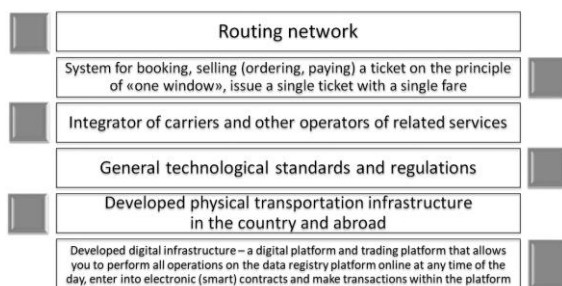 Routing network
System for booking, selling (ordering, paying) a ticket on the principle
of «one window», issue a single ticket with a single fare
Integrator of carriers and other operators of related services
General technological standards and regulations
Developed physical transportation infrastructure
in the country and abroad
Developed digital infrastructure – a digital platform and trading platform that allows
you to perform all operations on the data registry platform online at any time of the
day, enter into electronic (smart) contracts and make transactions within the platform